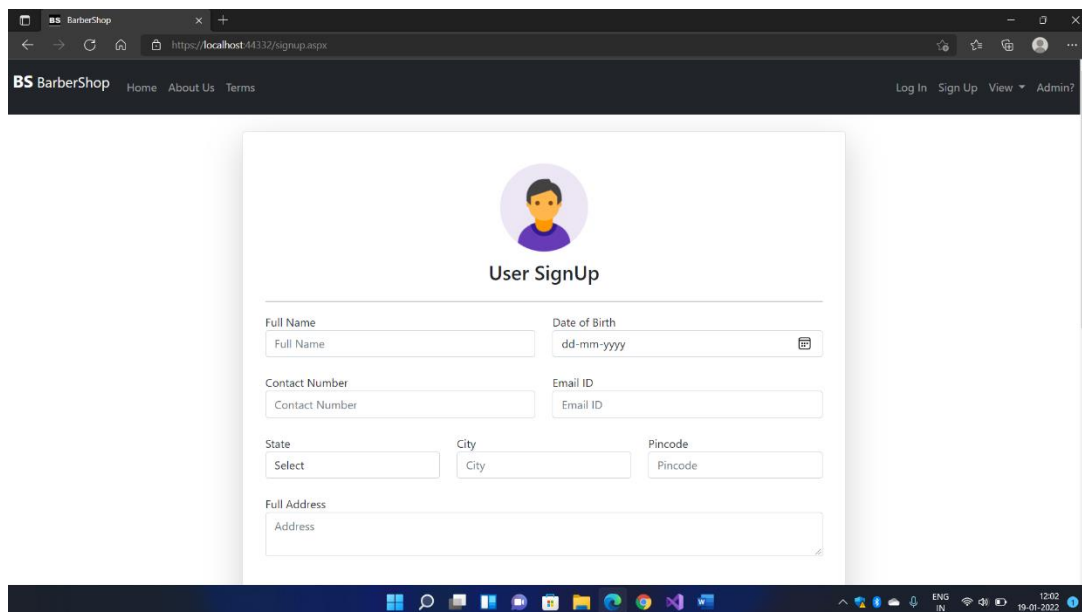 BS BarberShop
https://localhost:44332/signup.aspx
BS BarberShop Home About Us Terms Log In Sign Up View Admin?
User SignUp
Full Name Date of Birth
Full Name dd-mm-yyyy
Contact Number Email ID
Contact Number Email ID
State City Pincode
Select City Pincode
Full Address
Address
ENG 12:02
IN 19-01-2022 1